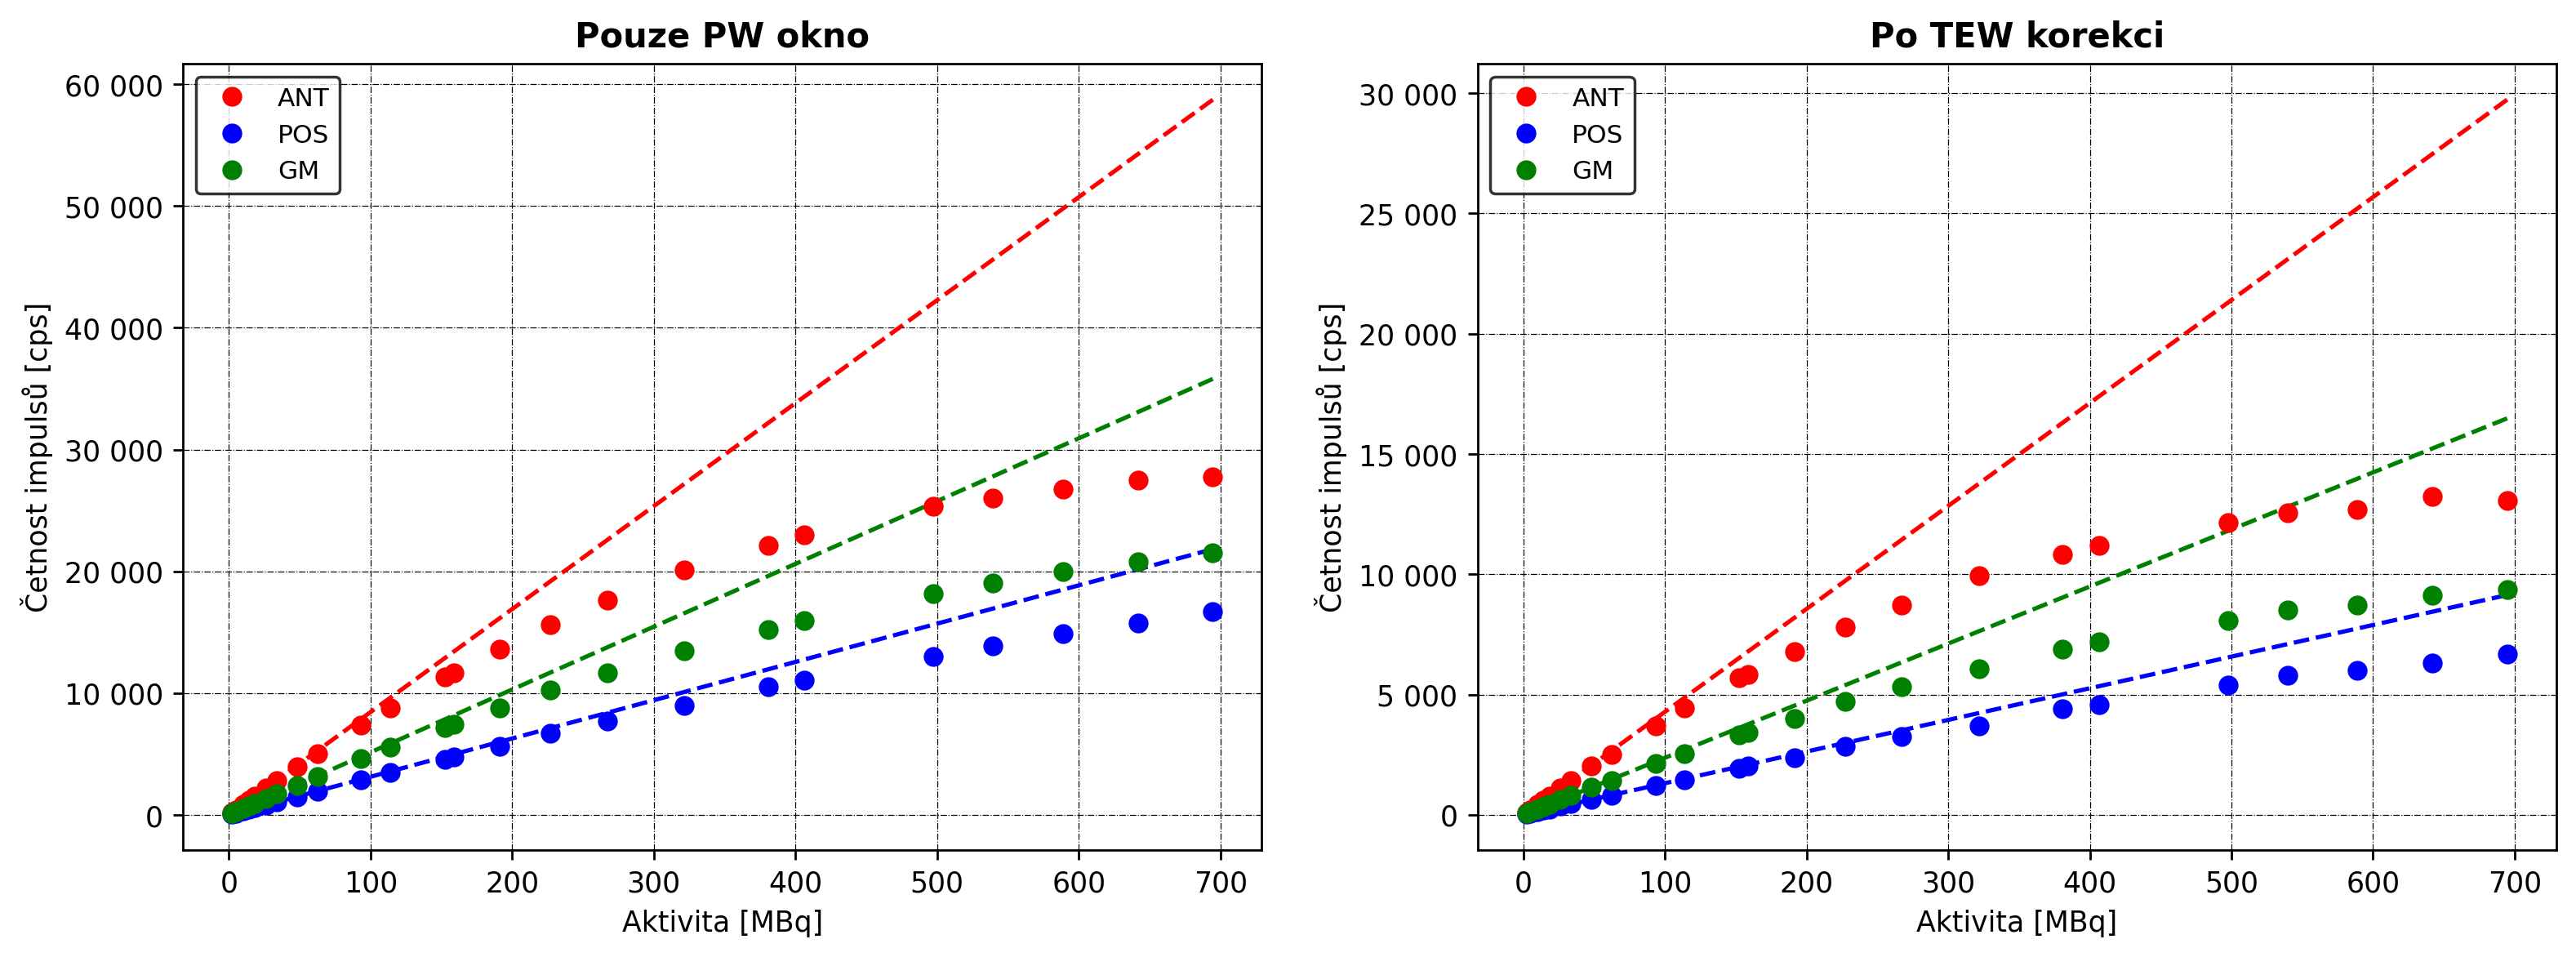 Pouze PW okno
60 000
50 000
40 000
30 000
20 000
10 000
0
Četnost impulsů [cps]
ANT
POS
GM
0 100 200 300 400 500 600 700
Aktivita [MBq]
Po TEW korekci
30 000
25 000
20 000
15 000
10 000
5 000
0
Četnost impulsů [cps]
ANT
POS
GM
0 100 200 300 400 500 600 700
Aktivita [MBq]